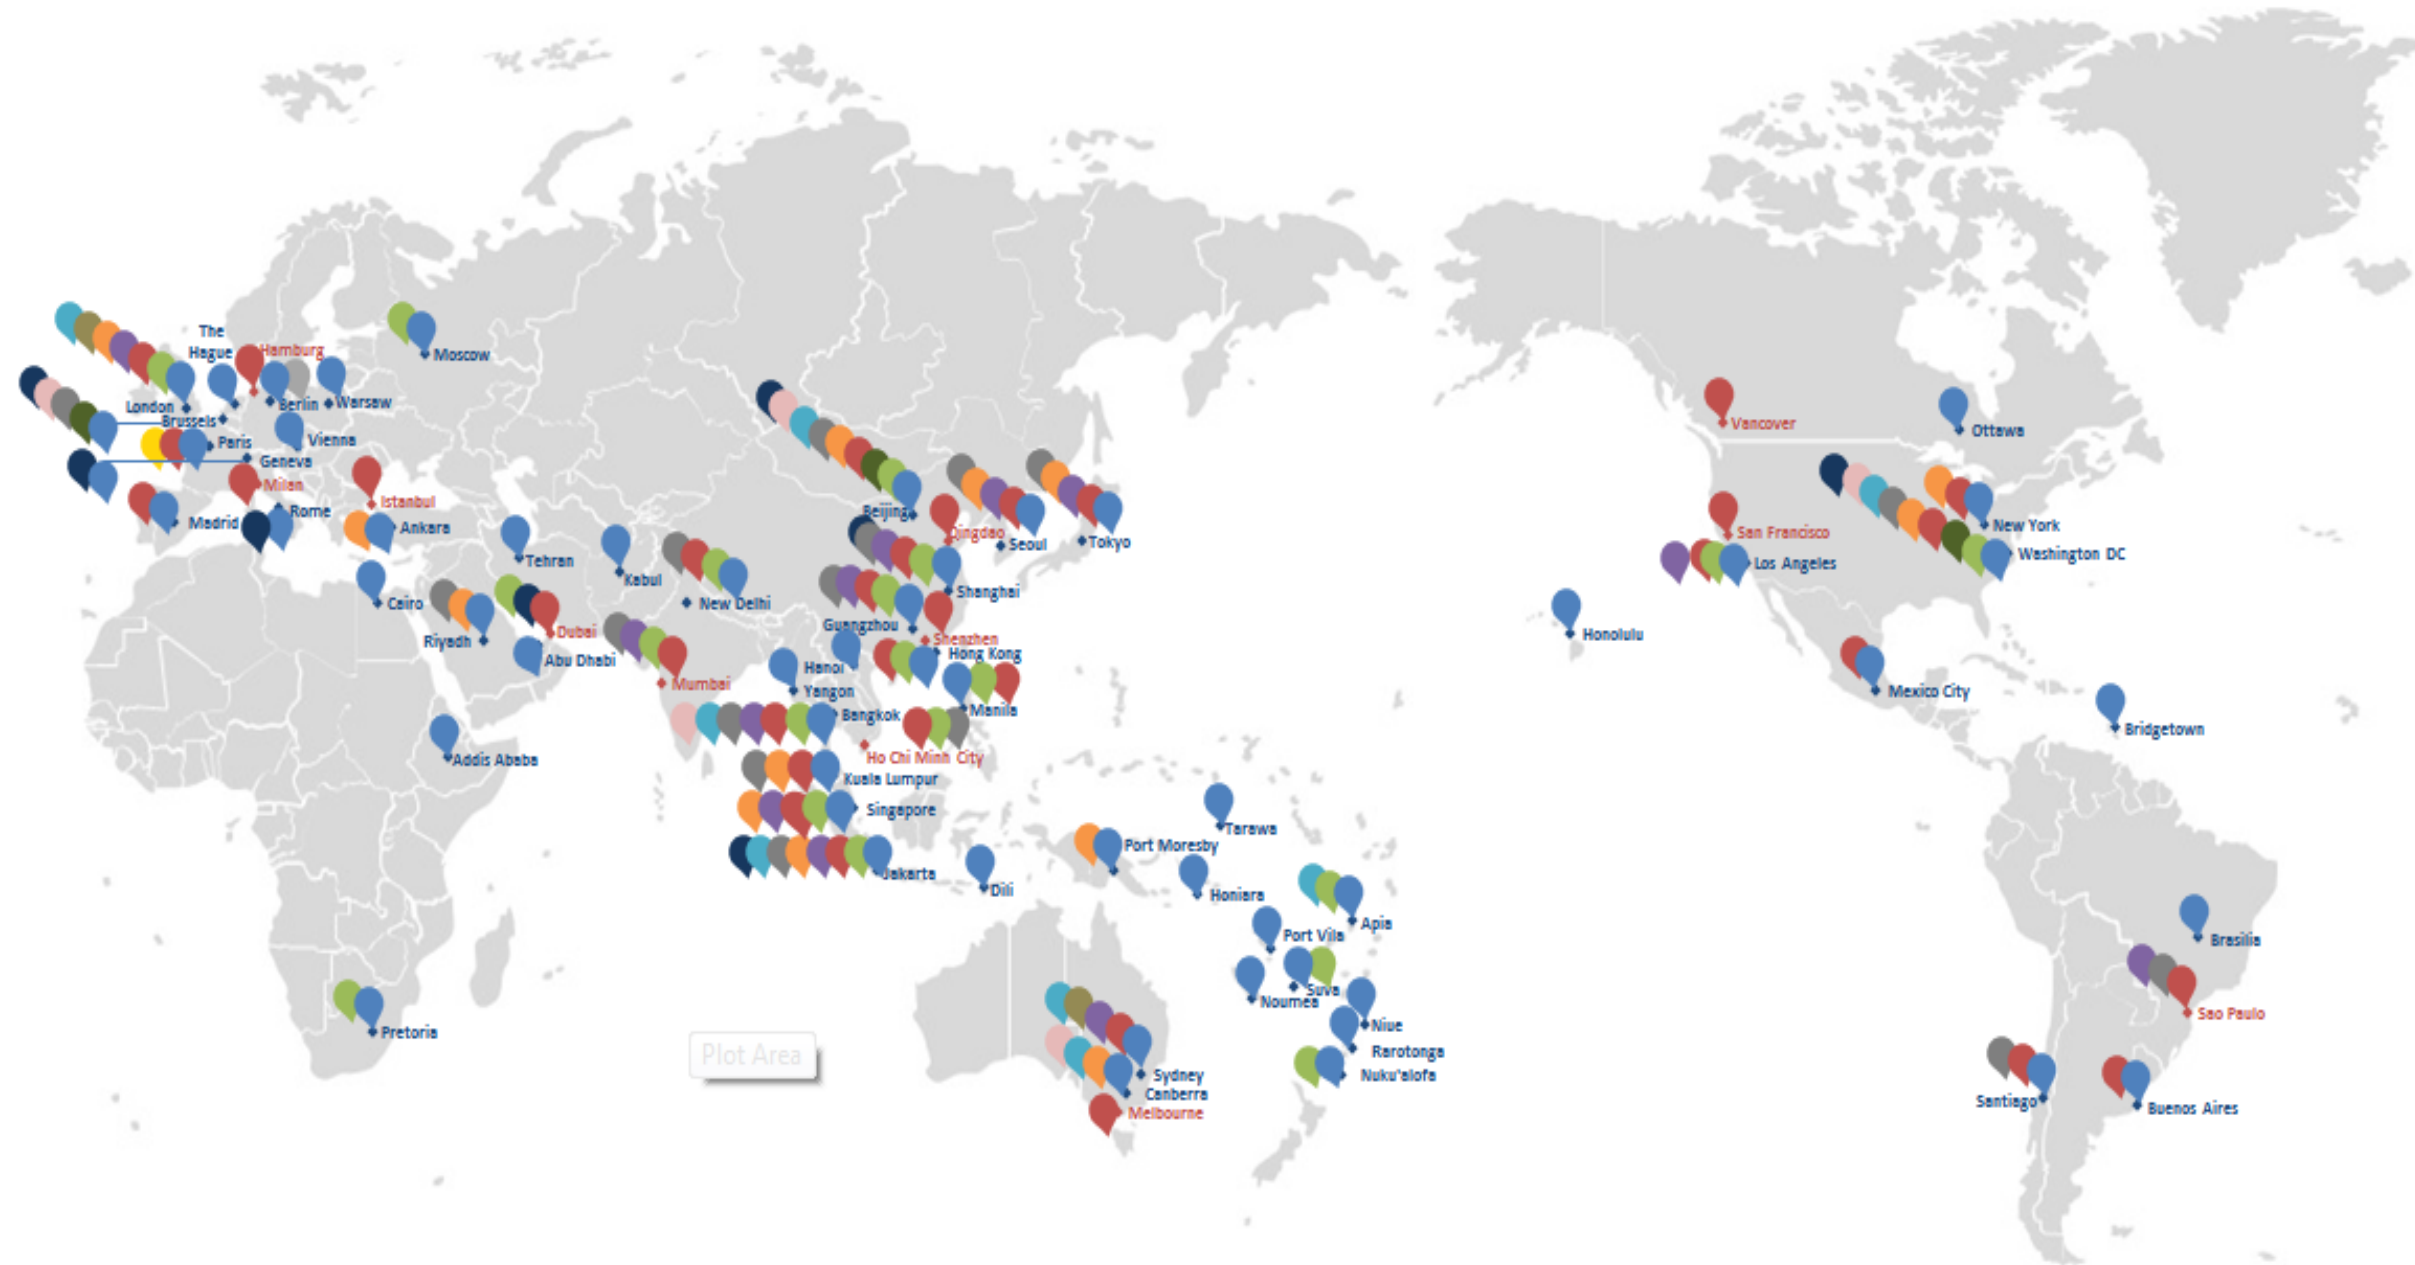 The
Hague
Hamburg
Moscow
London
Berlin
Warsaw
Brussels
Paris
Vienna
Geneva
Milan
Istanbul
Madrid
Rome
Ankara
Tehran
Kabul
Cairo
New Delhi
Riyadh
Dubai
Abu Dhabi
Mumbai
Addis Ababa
Pretoria
Beijing
Qingdao
Seoul
Tokyo
Shanghai
Guangzhou
Shenzhen
Hong Kong
Hanoi
Yangon
Manila
Bangkok
Ho Chi Minh City
Kuala Lumpur
Singapore
Jakarta
Dili
Tarawa
Port Moresby
Honiara
Apia
Port Vila
Suva
Noumea
Niue
Rarotonga
Nuku'alofa
Sydney
Canberra
Melbourne
Plot Area
Vancover
Ottawa
San Francisco
New York
Washington DC
Los Angeles
Honolulu
Mexico City
Bridgetown
Brasilia
Sao Paulo
Santiago
Buenos Aires